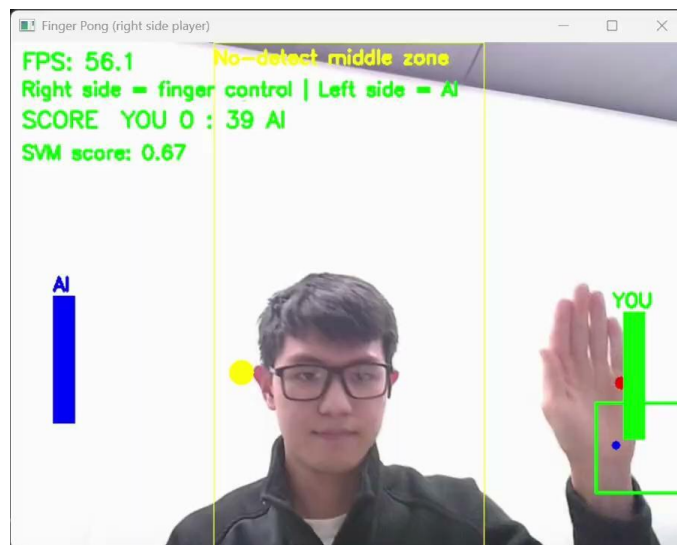 Finger Pong (right side player)
FPS: 56.1
No-detect middle zone
Right side = finger control | Left side = AI
SCORE YOU 0 : 39 AI
SVM score: 0.67
AI
YOU